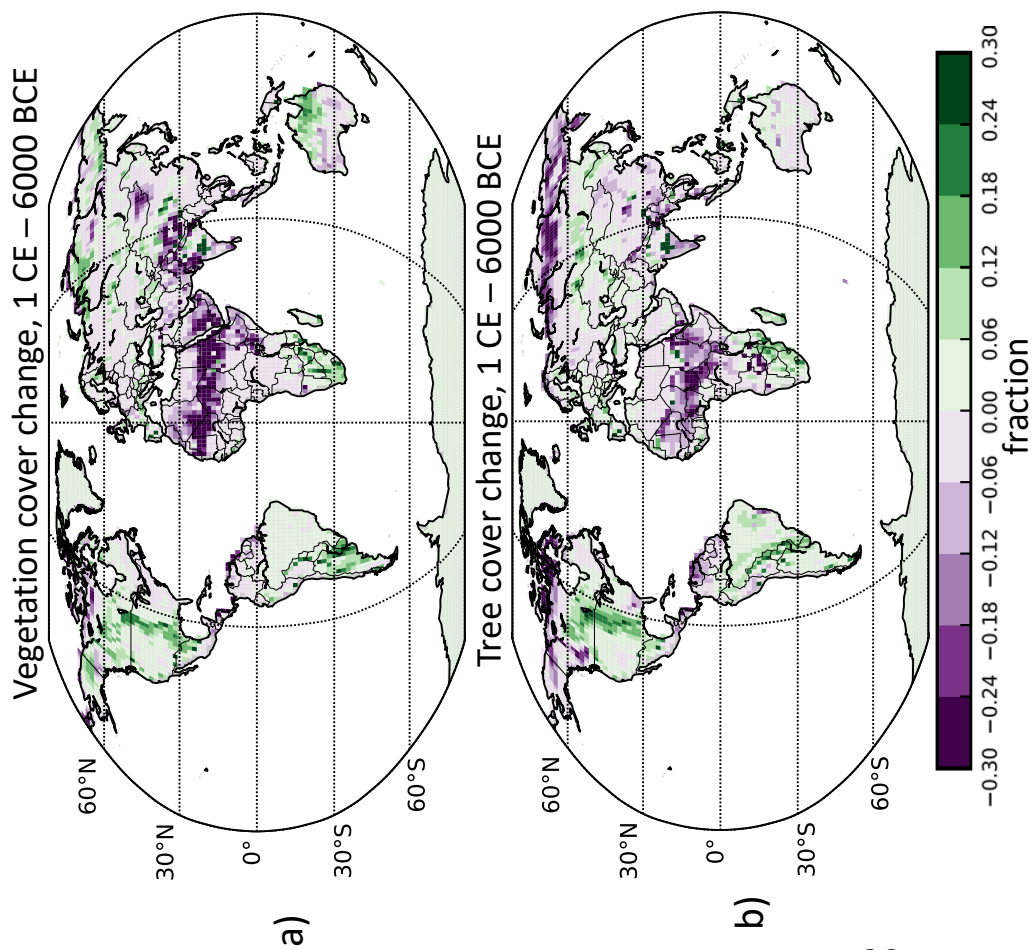 a)
Vegetation cover change, 1 CE – 6000 BCE
60°N
30°N
0°
30°S
60°S
b)
Tree cover change, 1 CE – 6000 BCE
60°N
30°N
0°
30°S
60°S
−0.30 −0.24 −0.18 −0.12 −0.06 0.00 0.06 0.12 0.18 0.24 0.30
fraction